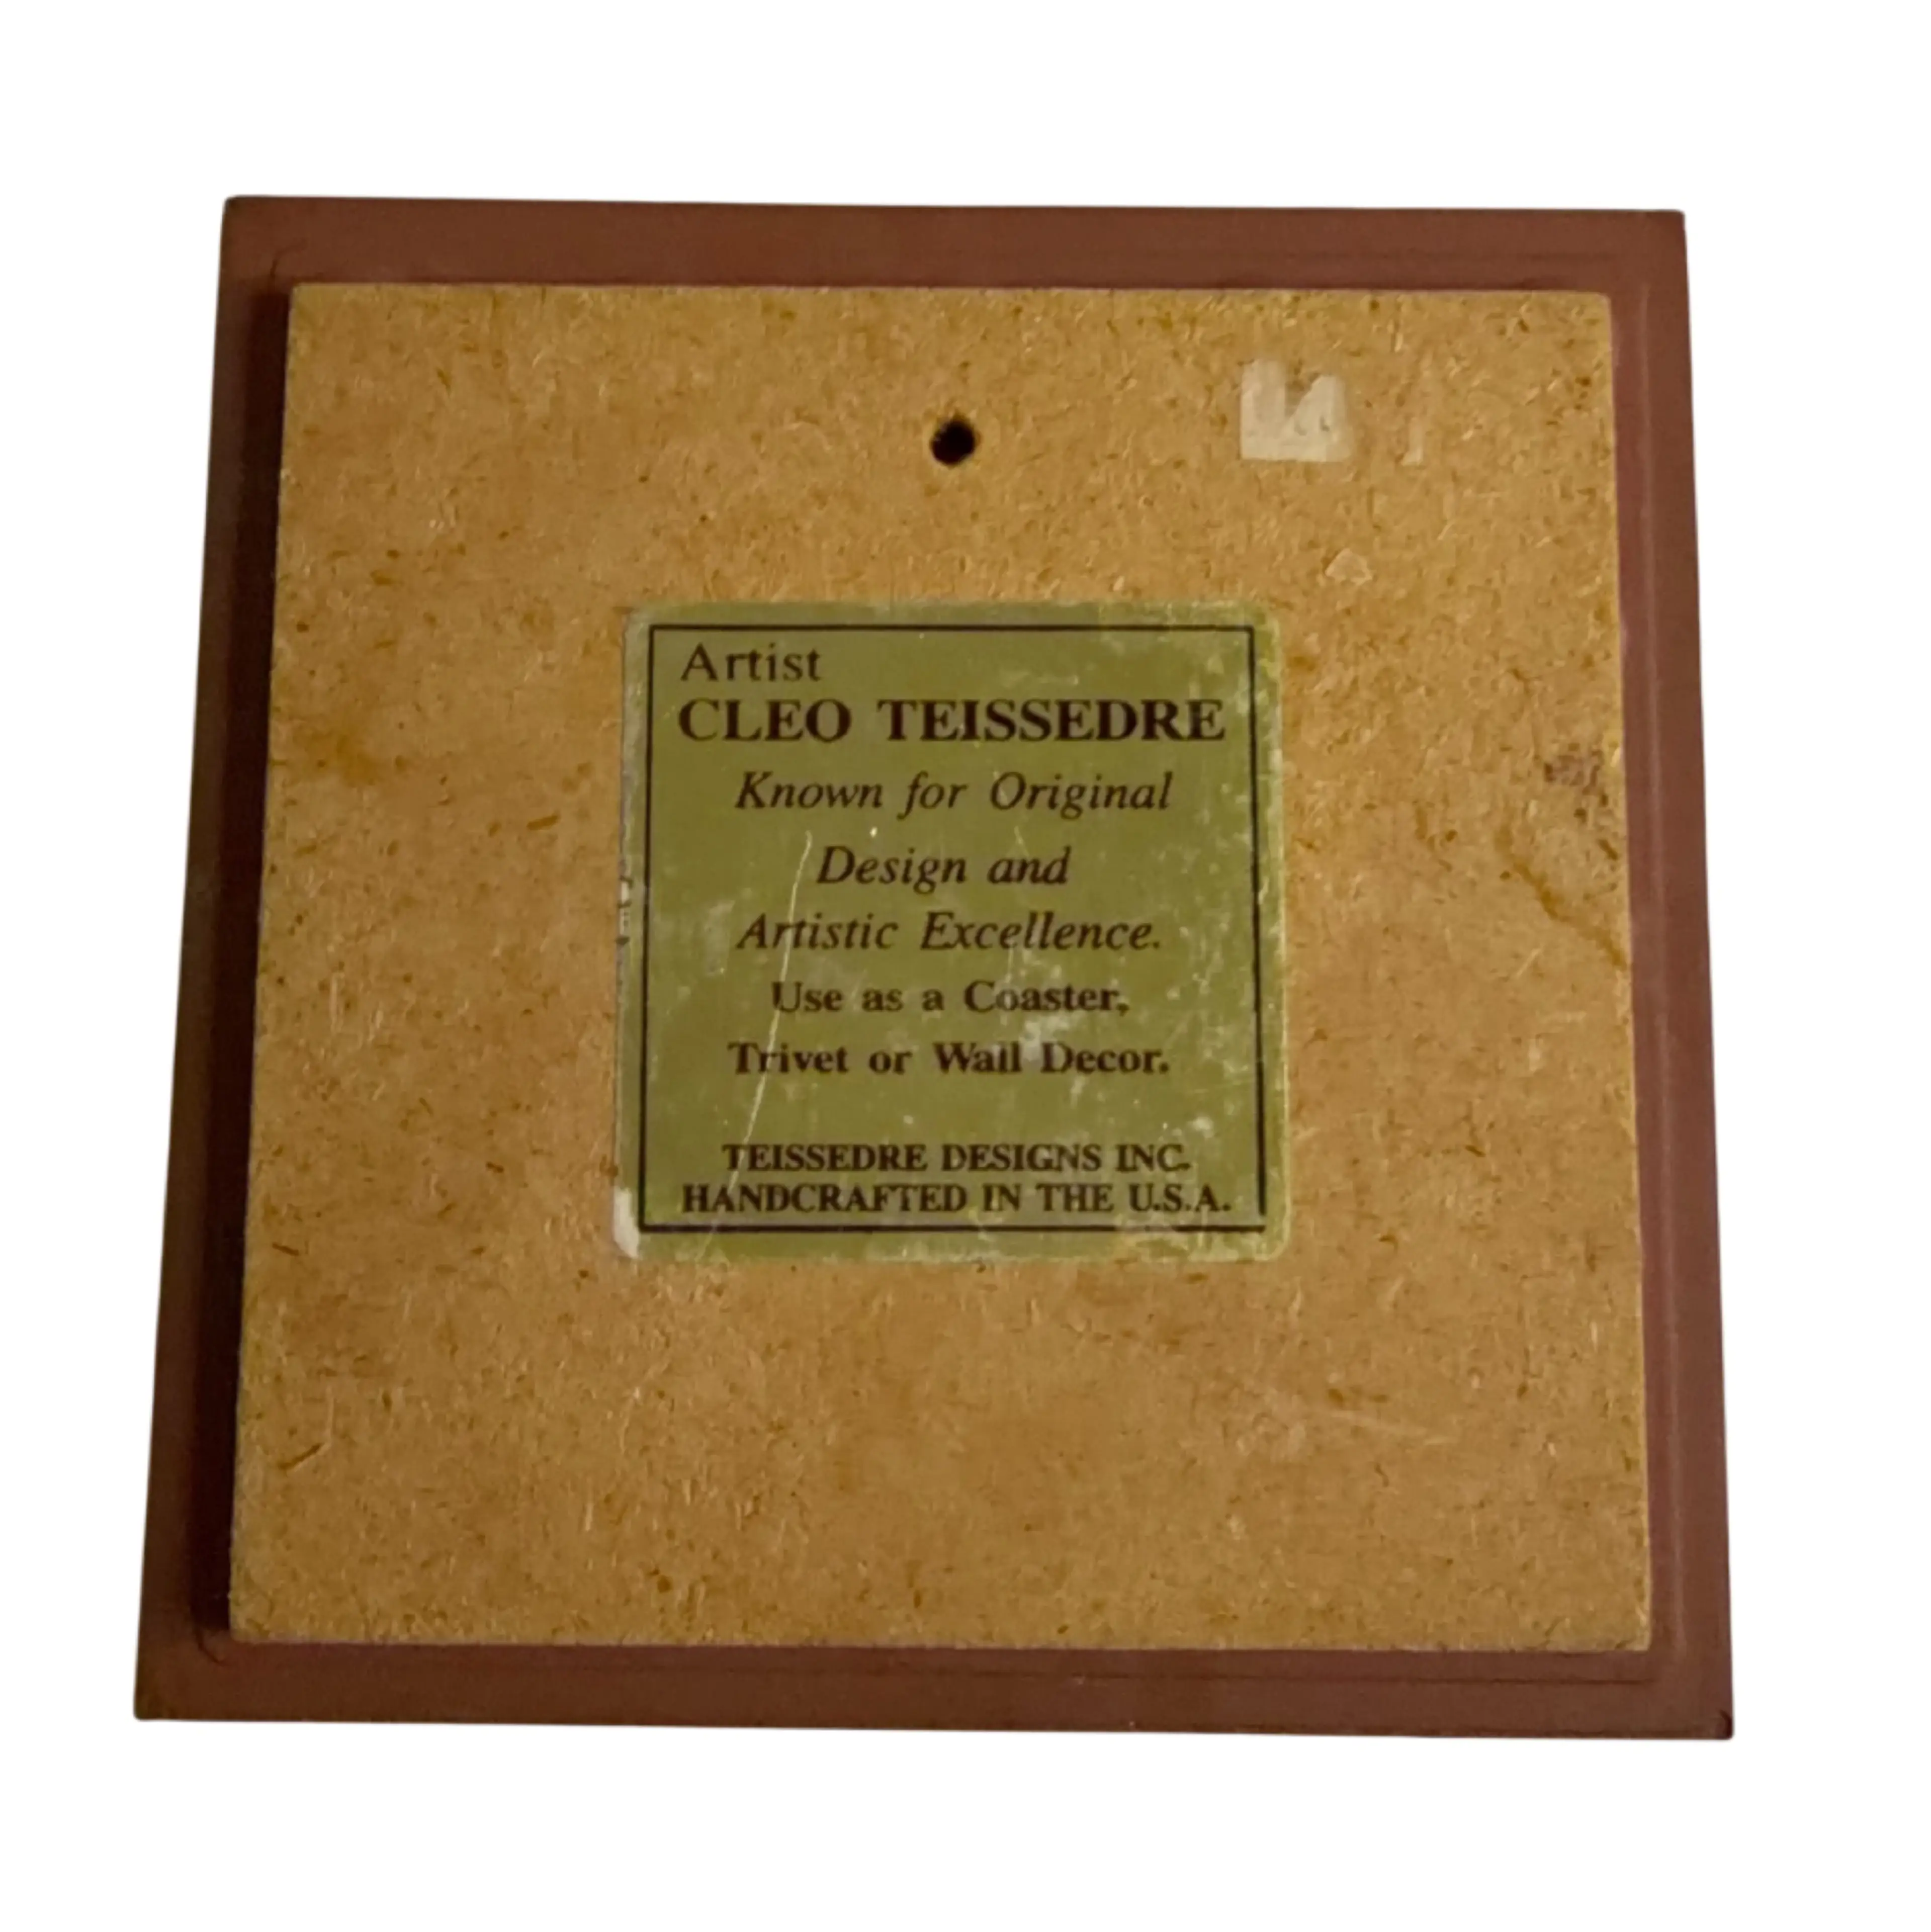 Artist
CLEO TEISSEDRE
Known for Original
Design and
Artistic Excellence.
Use as a Coaster,
Trivet or Wall Decor.
TEISSEDRE DESIGNS INC.
HANDCRAFTED IN THE U.S.A.